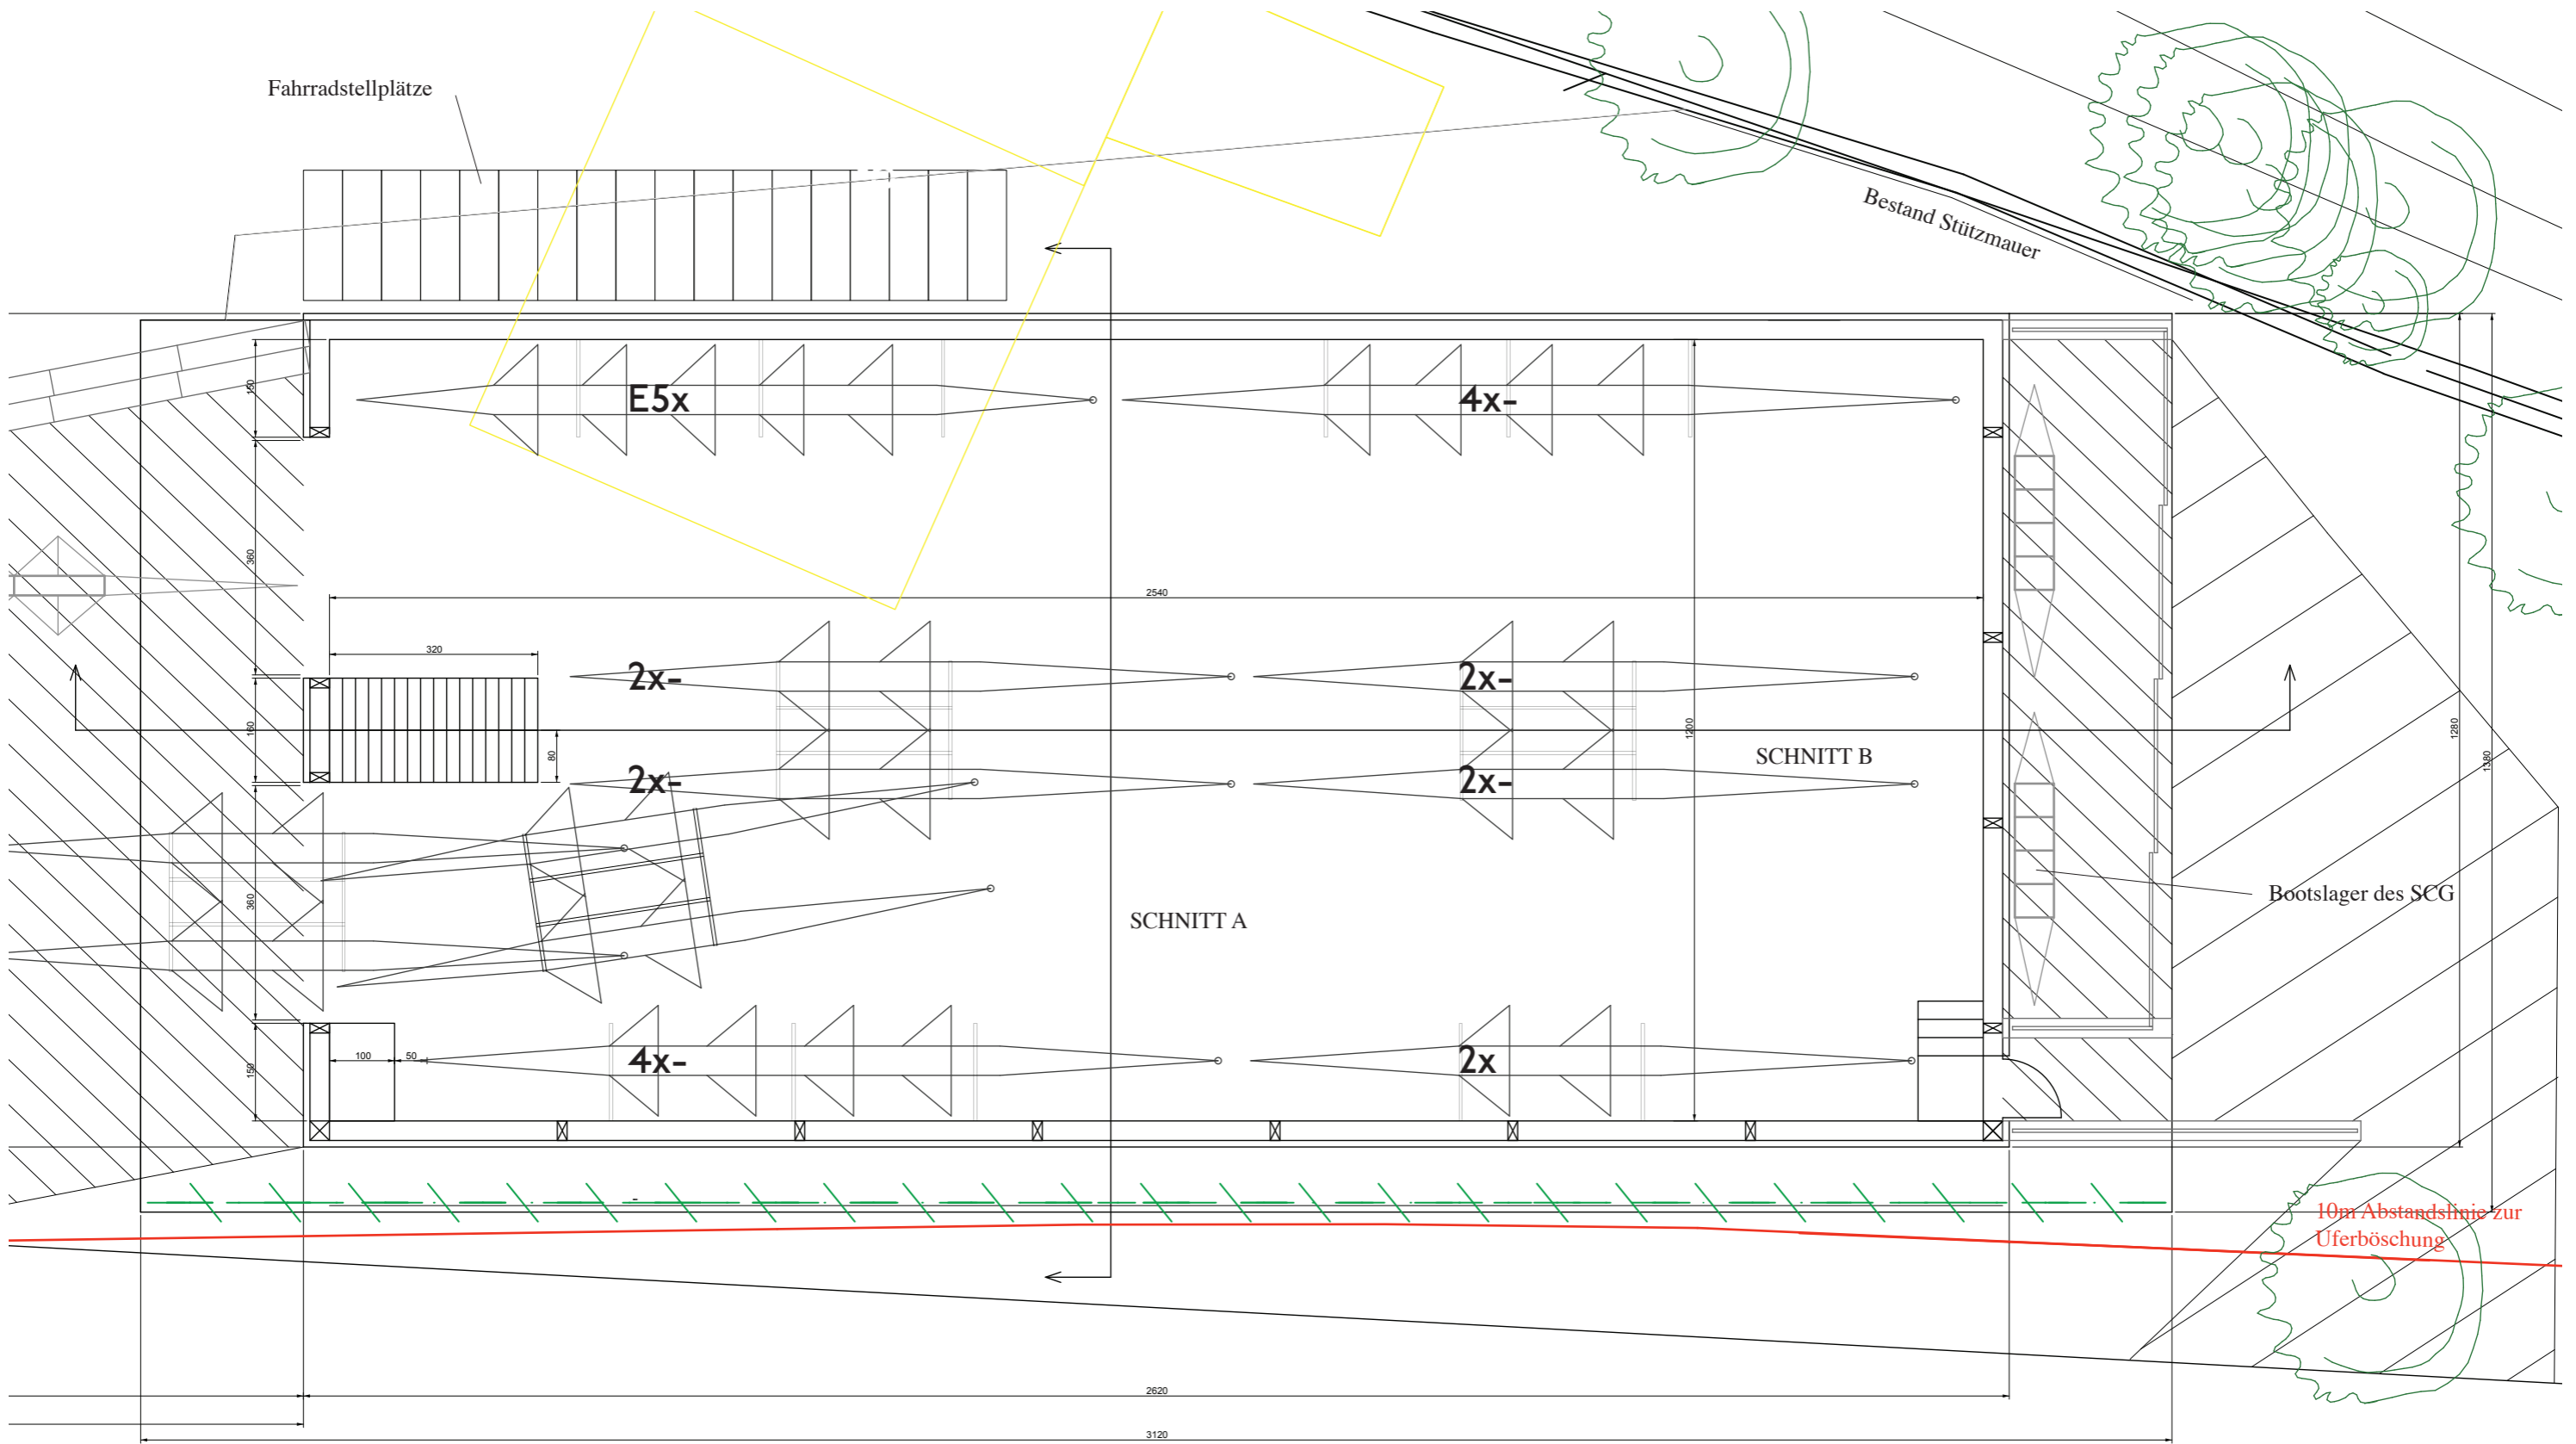 Fahrradstellplätze
Bestand Stützmauer
150
E5x
4x-
360
2540
320
2x-
2x-
160
80
1200
1280
1380
SCHNITT B
2x-
2x-
360
Bootslager des SCG
SCHNITT A
100
50
150
4x-
2x
10m Abstandslinie zur
Uferböschung
2620
3120